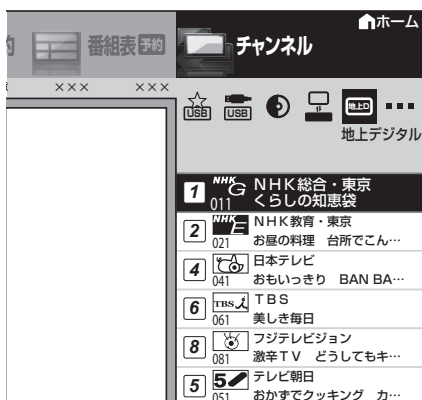 ホーム
約
番組表 予約
チャンネル
×××
×××
USB
USB
地上D
地上デジタル
1
NHK G
011
NHK総合・東京
くらしの知恵袋
2
NHK E
021
NHK教育・東京
お昼の料理 台所でこん…
4
041
日本テレビ
おもいっきり BAN BA…
6
TBS
061
TBS
美しき毎日
8
081
フジテレビジョン
激辛TV どうしてもキ…
5
5
051
テレビ朝日
おかずでクッキング カ…